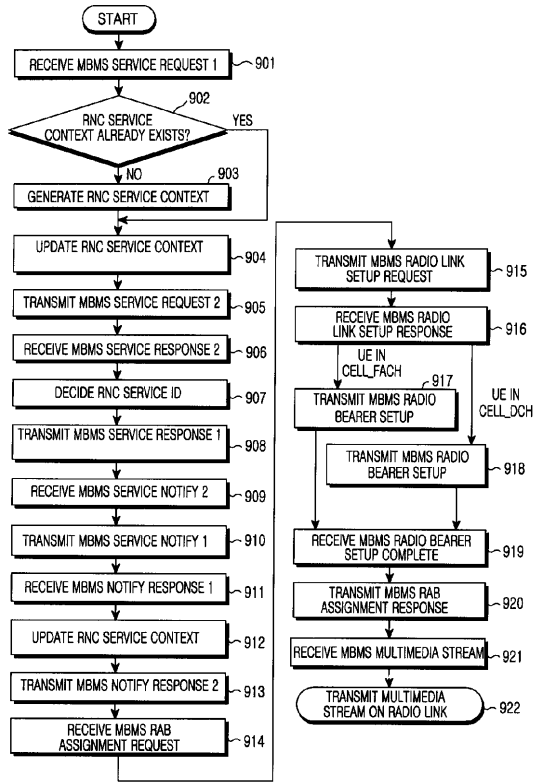 START
RECEIVE MBMS SERVICE REQUEST 1
901
902
RNC SERVICE
CONTEXT ALREADY EXISTS?
YES
NO
903
GENERATE RNC SERVICE CONTEXT
UPDATE RNC SERVICE CONTEXT
904
TRANSMIT MBMS SERVICE REQUEST 2
905
RECEIVE MBMS SERVICE RESPONSE 2
906
DECIDE RNC SERVICE ID
907
TRANSMIT MBMS SERVICE RESPONSE 1
908
RECEIVE MBMS SERVICE NOTIFY 2
909
TRANSMIT MBMS SERVICE NOTIFY 1
910
RECEIVE MBMS NOTIFY RESPONSE 1
911
UPDATE RNC SERVICE CONTEXT
912
TRANSMIT MBMS NOTIFY RESPONSE 2
913
RECEIVE MBMS RAB
ASSIGNMENT REQUEST
914
TRANSMIT MBMS RADIO LINK
SETUP REQUEST
915
RECEIVE MBMS RADIO
LINK SETUP RESPONSE
916
UE IN
CELL_FACH
917
TRANSMIT MBMS RADIO
BEARER SETUP
UE IN
CELL_DCH
TRANSMIT MBMS RADIO
BEARER SETUP
918
RECEIVE MBMS RADIO BEARER
SETUP COMPLETE
919
TRANSMIT MBMS RAB
ASSIGNMENT RESPONSE
920
RECEIVE MBMS MULTIMEDIA STREAM
921
TRANSMIT MULTIMEDIA
STREAM ON RADIO LINK
922